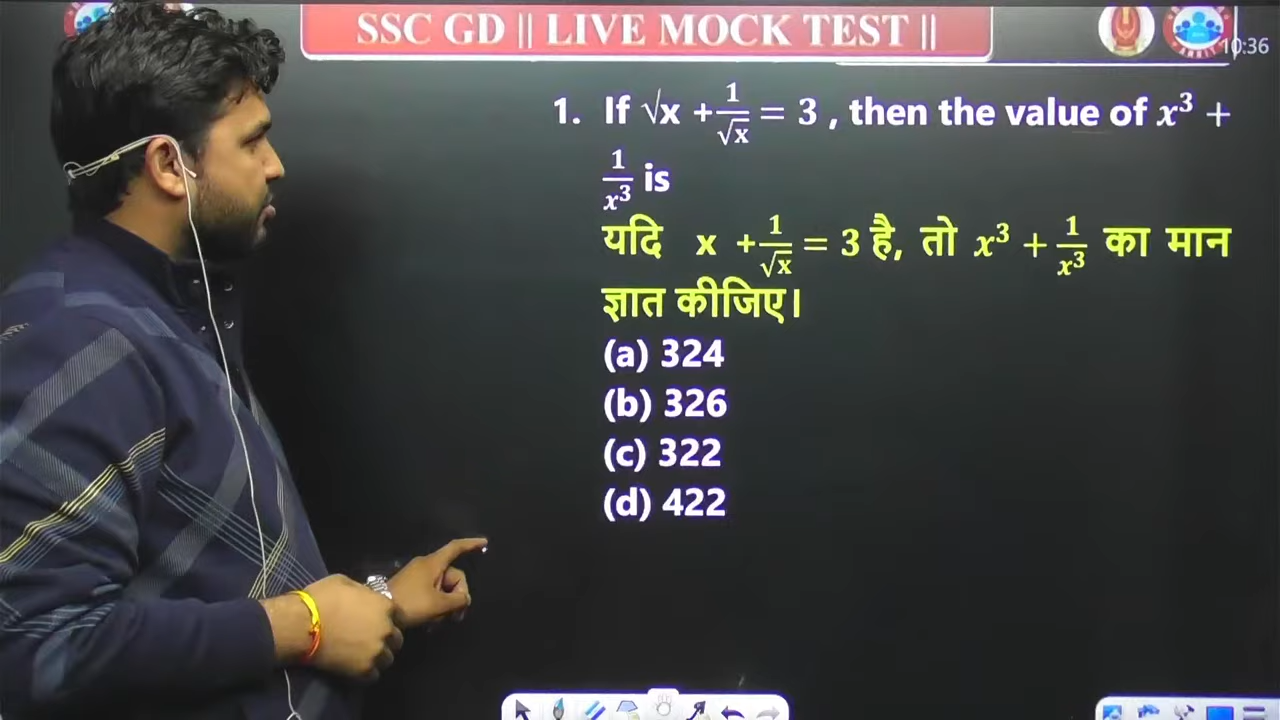 SSC GD || LIVE MOCK TEST ||
10:36
1. If √x + 1/√x = 3 , then the value of x³ +
1/x³ is
यदि x + 1/√x = 3 है, तो x³ + 1/x³ का मान
ज्ञात कीजिए।
(a) 324
(b) 326
(c) 322
(d) 422